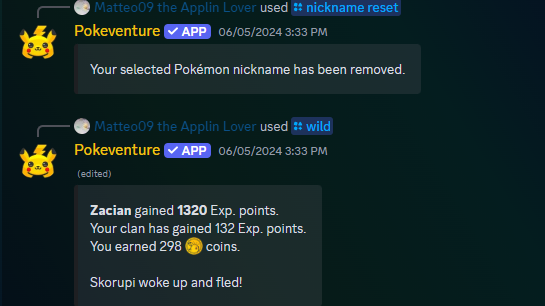 Matteo09 the Applin Lover used nickname reset
Pokeventure ✓ APP 06/05/2024 3:33 PM
Your selected Pokémon nickname has been removed.
Matteo09 the Applin Lover used wild
Pokeventure ✓ APP 06/05/2024 3:33 PM
(edited)
Zacian gained 1320 Exp. points.
Your clan has gained 132 Exp. points.
You earned 298 coins.
Skorupi woke up and fled!